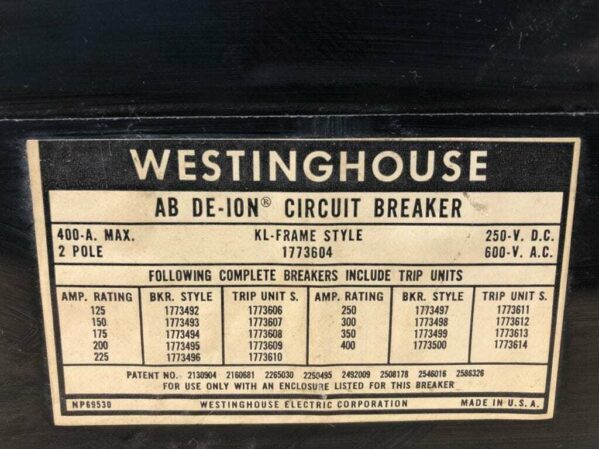 WESTINGHOUSE
AB DE-ION® CIRCUIT BREAKER
400-A. MAX. KL-FRAME STYLE 250-V. D.C.
2 POLE 1773604 600-V. A.C.
FOLLOWING COMPLETE BREAKERS INCLUDE TRIP UNITS
AMP. RATING BKR. STYLE TRIP UNIT S. AMP. RATING BKR. STYLE TRIP UNIT S.
125 1773492 1773606 250 1773497 1773611
150 1773493 1773607 300 1773498 1773612
175 1773494 1773608 350 1773499 1773613
200 1773495 1773609 400 1773500 1773614
225 1773496 1773610
PATENT NO. 2130904 2160681 2265030 2250495 2492009 2508178 2546016 2586326
FOR USE ONLY WITH AN ENCLOSURE LISTED FOR THIS BREAKER
NP69530 WESTINGHOUSE ELECTRIC CORPORATION MADE IN U.S.A.